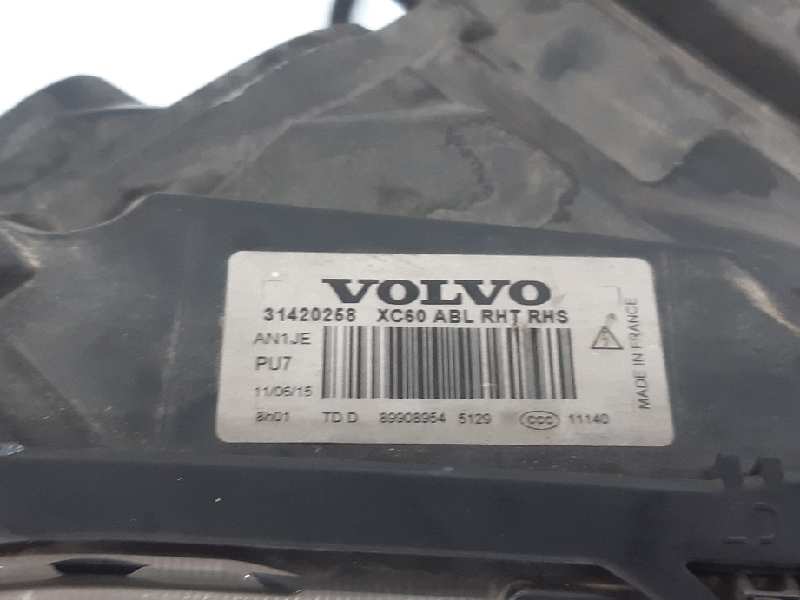 VOLVO
31420258 XC60 ABL RHT RHS
AN1JE
PU7
11/06/15
8h01 TD D 89908954 5129 CCC 11140
MADE IN FRANCE